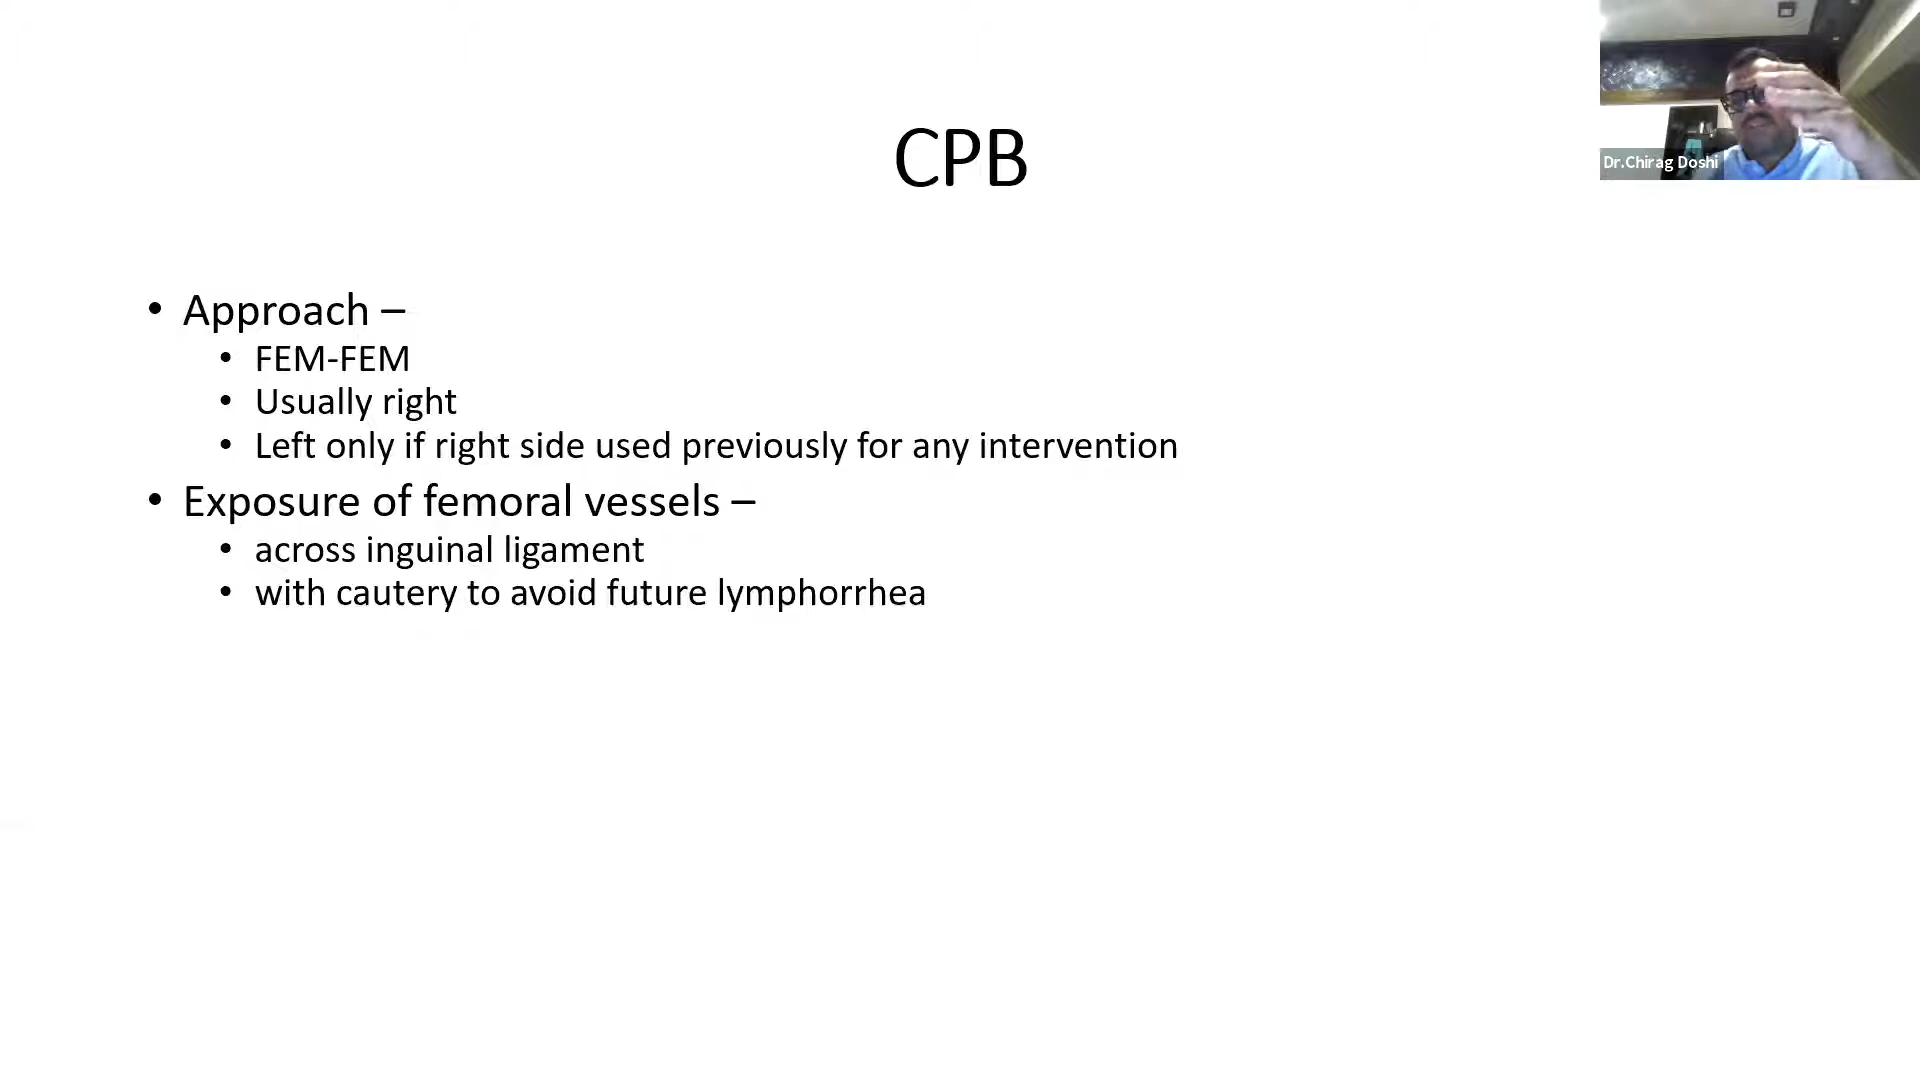 CPB
Dr.Chirag Doshi
• Approach –
• FEM-FEM
• Usually right
• Left only if right side used previously for any intervention
• Exposure of femoral vessels –
• across inguinal ligament
• with cautery to avoid future lymphorrhea